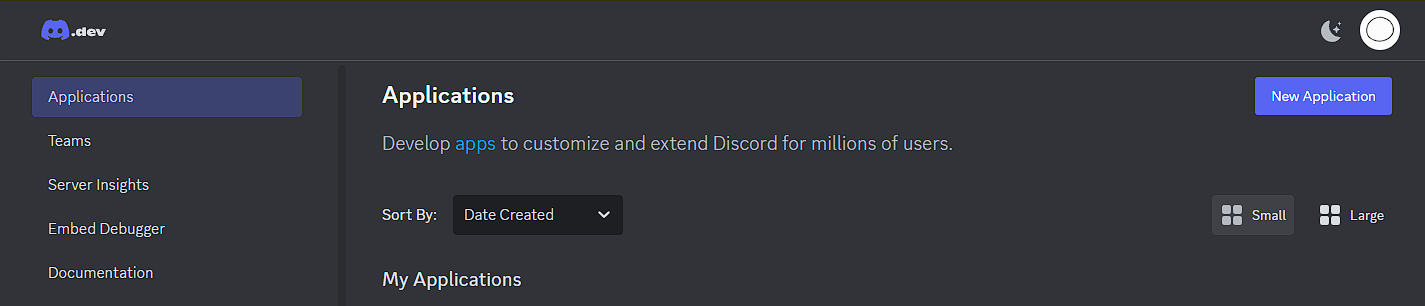 .dev
Applications
Teams
Server Insights
Embed Debugger
Documentation
Applications
New Application
Develop apps to customize and extend Discord for millions of users.
Sort By: Date Created
Small Large
My Applications